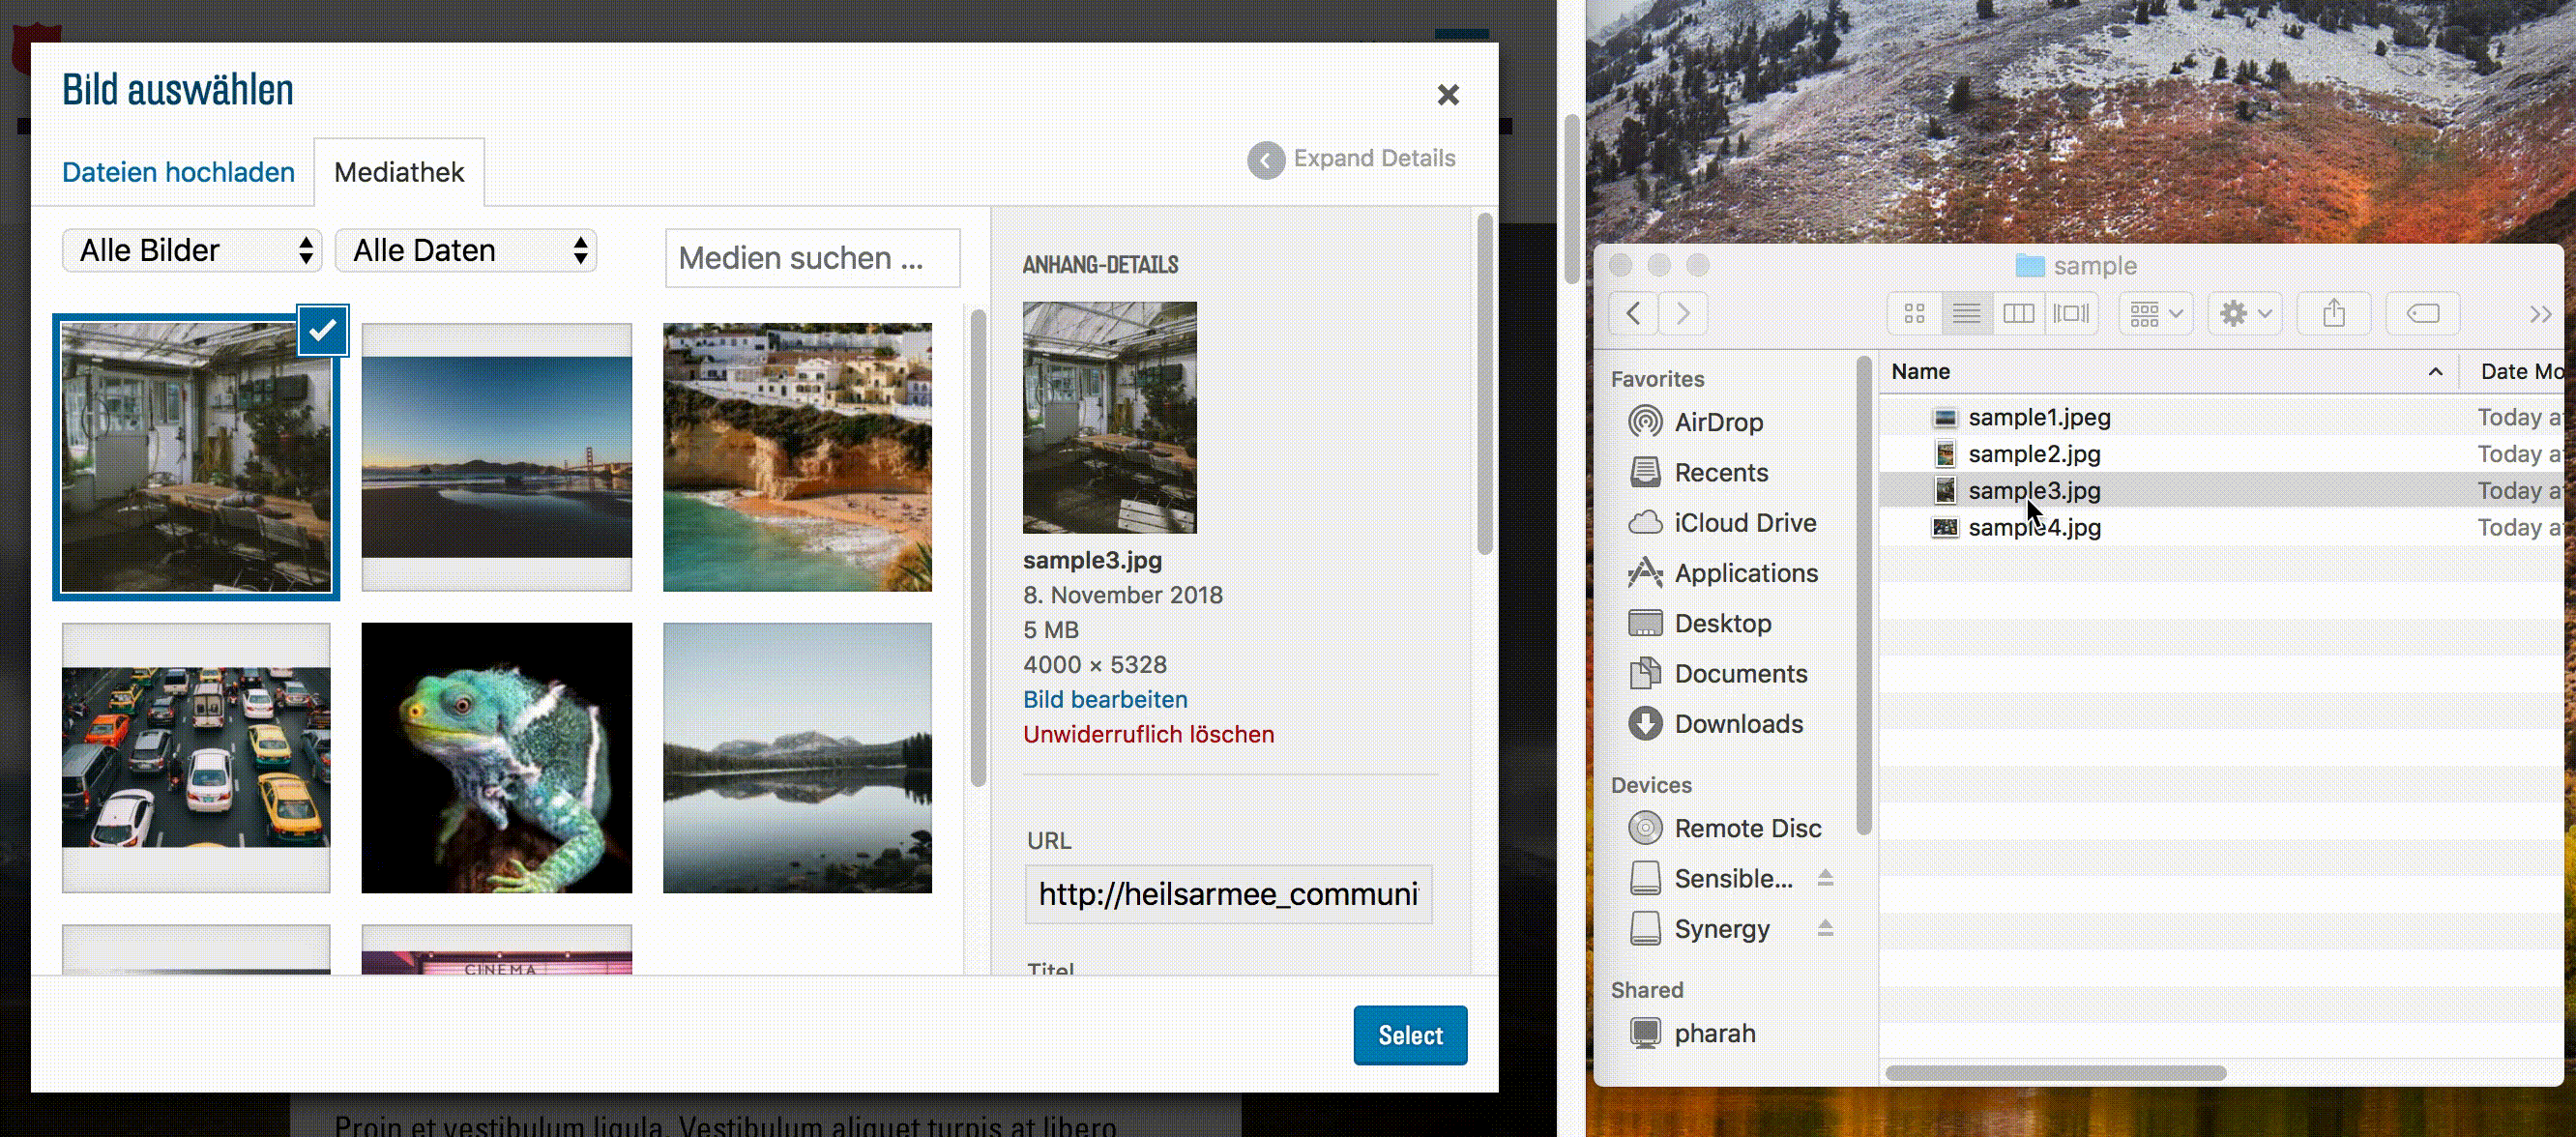 Bild auswählen
Dateien hochladen
Mediathek
Expand Details
Alle Bilder
Alle Daten
Medien suchen ...
CINEMA
ANHANG-DETAILS
sample3.jpg
8. November 2018
5 MB
4000 × 5328
Bild bearbeiten
Unwiderruflich löschen
URL
http://heilsarmee_communi
Titel
Select
Proin et vestibulum ligula. Vestibulum aliquet turpis at libero
sample
Favorites
AirDrop
Recents
iCloud Drive
Applications
Desktop
Documents
Downloads
Devices
Remote Disc
Sensible...
Synergy
Shared
pharah
Name
Date Mo
sample1.jpeg
Today a
sample2.jpg
Today a
sample3.jpg
Today a
sample4.jpg
Today a